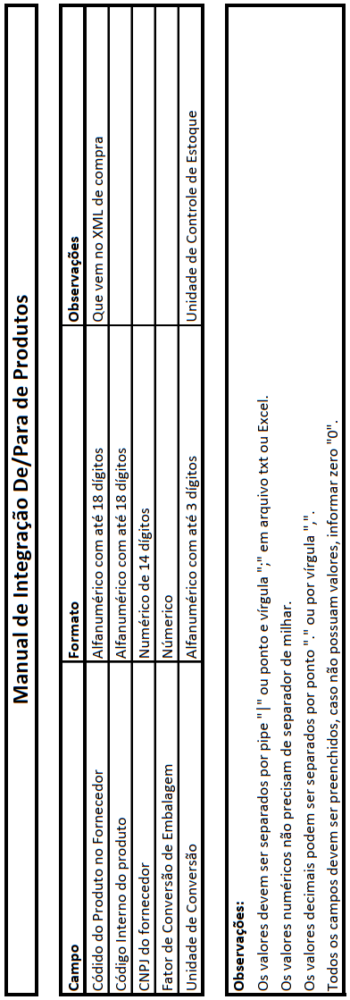 Manual de Integração De/Para de Produtos
Campo Formato Observações
Códido do Produto no Fornecedor Alfanumérico com até 18 dígitos Que vem no XML de compra
Código Interno do produto Alfanumérico com até 18 dígitos
CNPJ do fornecedor Numérico de 14 dígitos
Fator de Conversão de Embalagem Númerico
Unidade de Conversão Alfanumérico com até 3 dígitos Unidade de Controle de Estoque
Observações:
Os valores devem ser separados por pipe "|" ou ponto e vírgula ";" em arquivo txt ou Excel.
Os valores numéricos não precisam de separador de milhar.
Os valores decimais podem ser separados por ponto "." ou por vírgula ",".
Todos os campos devem ser preenchidos, caso não possuam valores, informar zero "0".